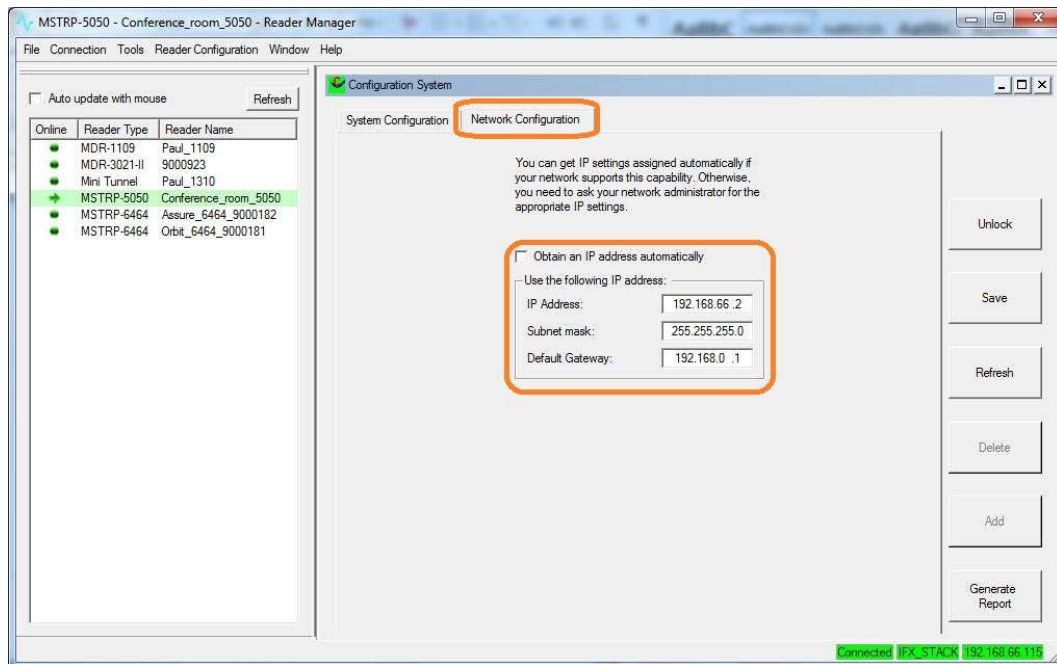 MSTRP-5050 - Conference_room_5050 - Reader Manager
File Connection Tools Reader Configuration Window Help
Auto update with mouse
Refresh
Online Reader Type Reader Name
MDR-1109 Paul_1109
MDR-3021-II 9000923
Mini Tunnel Paul_1310
MSTRP-5050 Conference_room_5050
MSTRP-6464 Assure_6464_9000182
MSTRP-6464 Orbit_6464_9000181
Configuration System
System Configuration Network Configuration
You can get IP settings assigned automatically if
your network supports this capability. Otherwise,
you need to ask your network administrator for the
appropriate IP settings.
Obtain an IP address automatically
Use the following IP address:
IP Address: 192.168.66 .2
Subnet mask: 255.255.255.0
Default Gateway: 192.168.0 .1
Unlock
Save
Refresh
Delete
Add
Generate
Report
Connected IFX_STACK 192.168.66.115